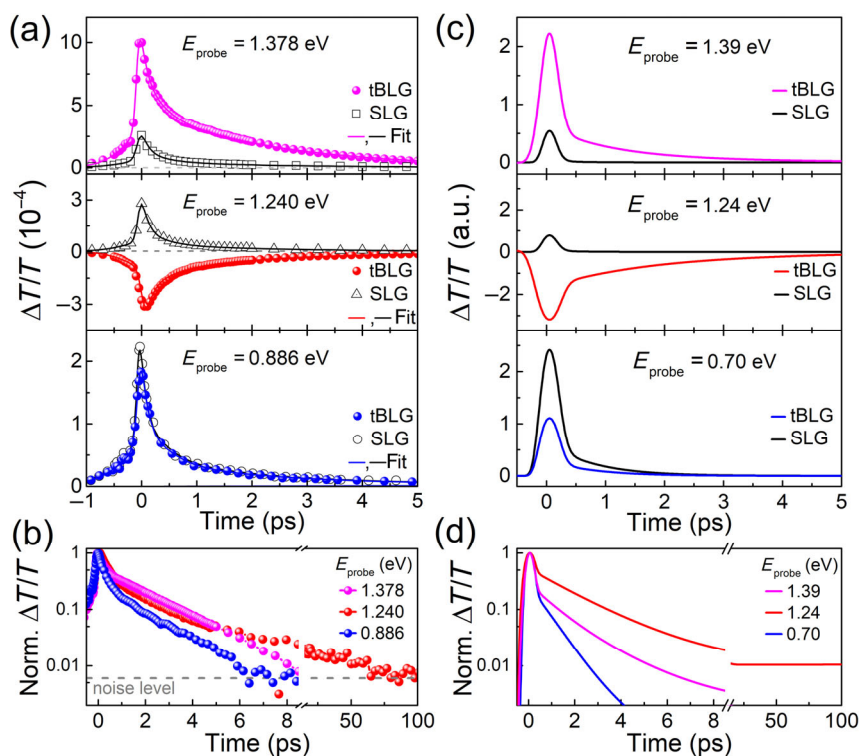 (a)
E_probe = 1.378 eV
tBLG
SLG
,— Fit
10
5
0
E_probe = 1.240 eV
tBLG
SLG
,— Fit
0
−3
E_probe = 0.886 eV
tBLG
SLG
,—Fit
2
1
0
ΔT/T (10⁻⁴)
−1 0 1 2 3 4 5
Time (ps)
(c)
E_probe = 1.39 eV
tBLG
SLG
2
1
0
E_probe = 1.24 eV
tBLG
SLG
2
0
−2
E_probe = 0.70 eV
tBLG
SLG
2
1
0
ΔT/T (a.u.)
0 1 2 3 4 5
Time (ps)
(b)
E_probe (eV)
1.378
1.240
0.886
1
0.1
0.01
noise level
Norm. ΔT/T
0 2 4 6 8 50 100
Time (ps)
(d)
E_probe (eV)
1.39
1.24
0.70
1
0.1
0.01
Norm. ΔT/T
0 2 4 6 8 50 100
Time (ps)